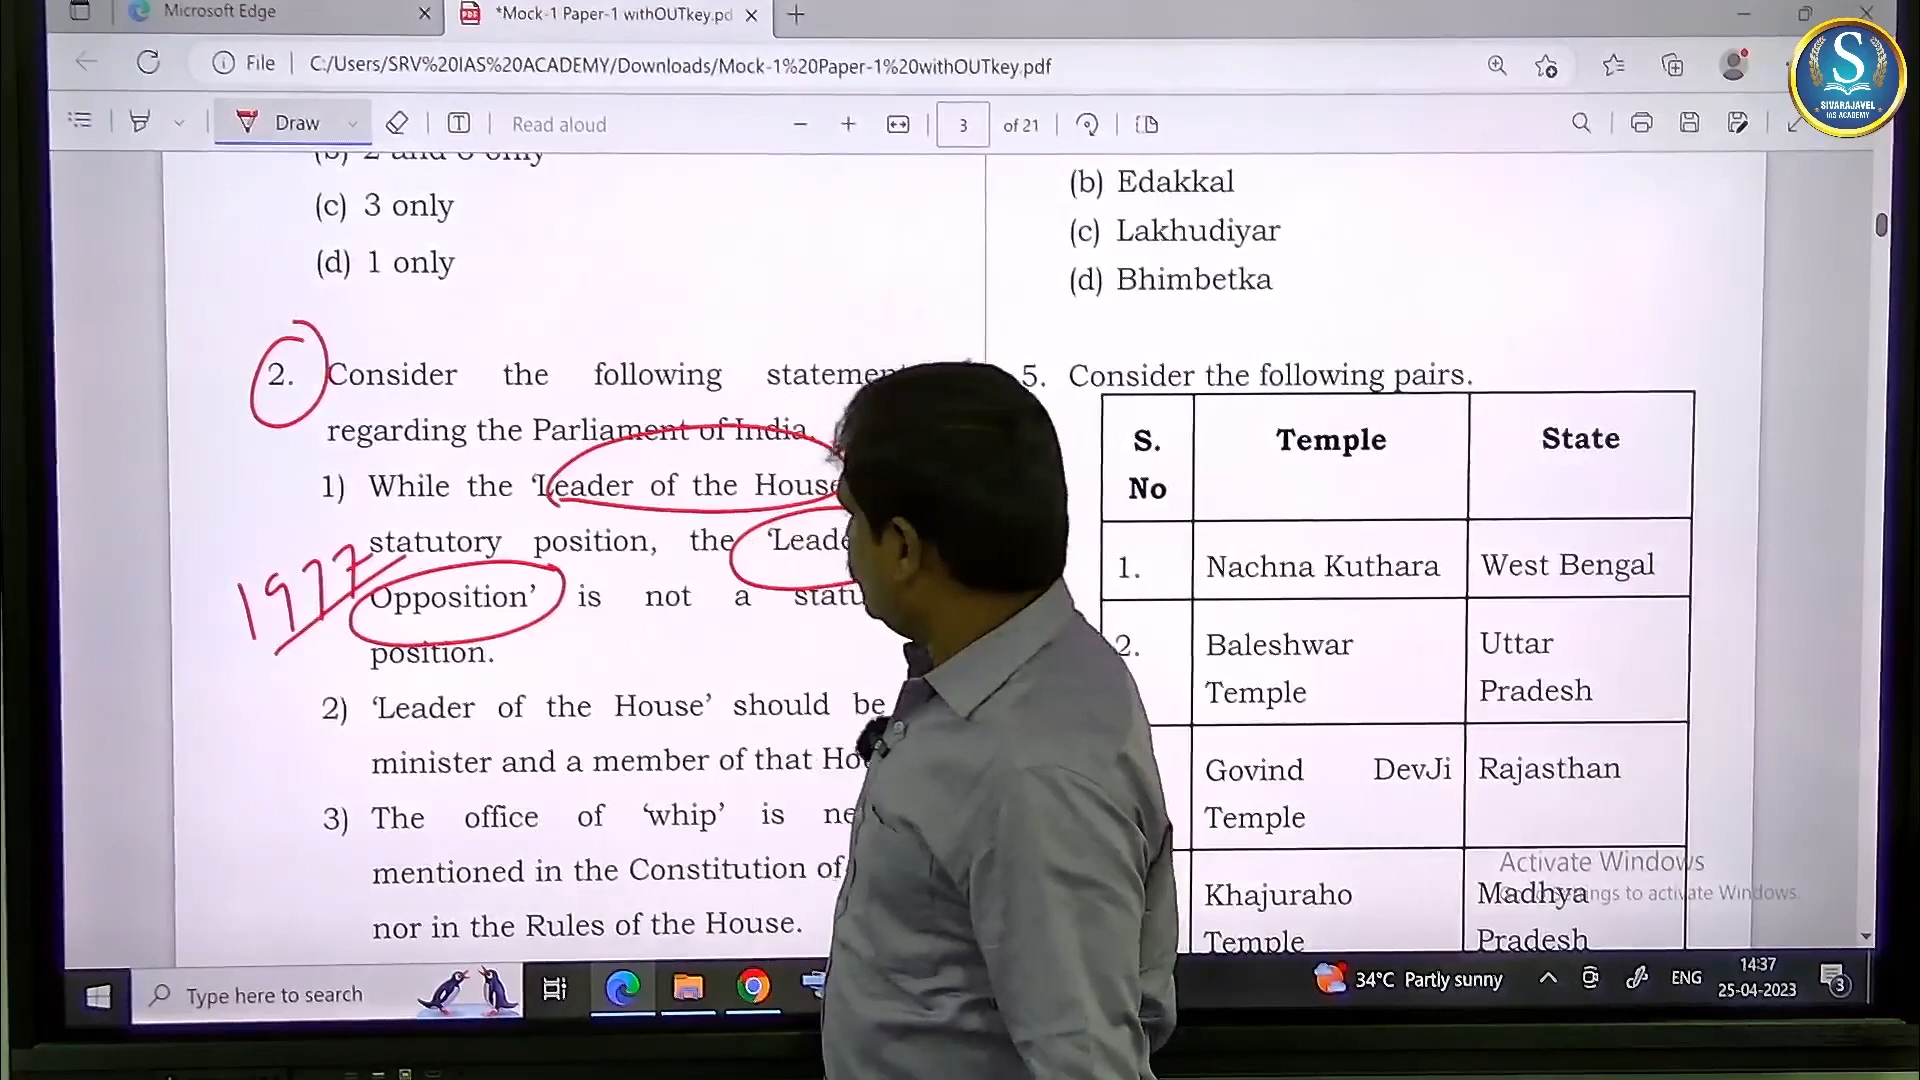 Microsoft Edge
*Mock-1 Paper-1 withOUTkey.pd
File
C:/Users/SRV%20IAS%20ACADEMY/Downloads/Mock-1%20Paper-1%20withOUTkey.pdf
S
SIVARAJAVEL
IAS ACADEMY
Draw
Read aloud
3
of 21
(c) 3 only
(d) 1 only
2. Consider the following
regarding the Parliament of India.
1) While the ‘Leader of the House
statutory position, the
1977
Opposition’ is not a
position.
2) ‘Leader of the House’ should be
minister and a member of that
3) The office of ‘whip’ is
mentioned in the Constitution of
nor in the Rules of the House.
(b) Edakkal
(c) Lakhudiyar
(d) Bhimbetka
5. Consider the following pairs.
S. No
Temple
State
1.
Nachna Kuthara
West Bengal
2.
Baleshwar Temple
Uttar Pradesh
Govind DevJi Temple
Rajasthan
Khajuraho Temple
Madhya Pradesh
Activate Windows
to activate Windows.
Type here to search
34°C Partly sunny
ENG
14:37
25-04-2023
3